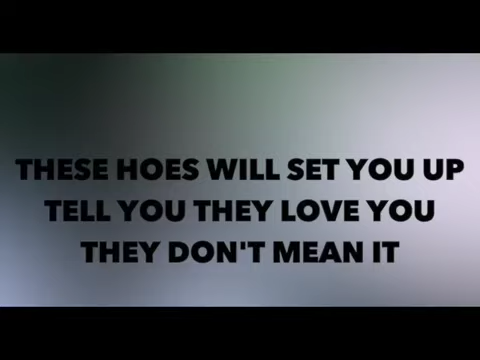 THESE HOES WILL SET YOU UP
TELL YOU THEY LOVE YOU
THEY DON'T MEAN IT